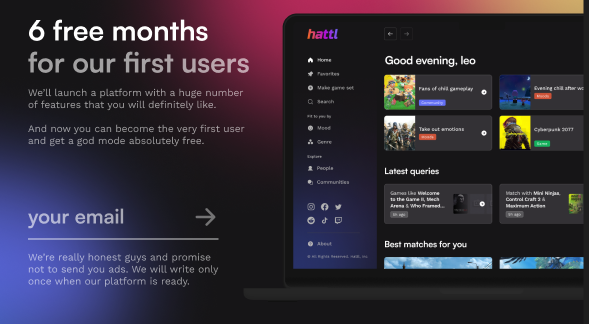 6 free months
for our first users
We'll launch a platform with a huge number
of features that you will definitely like.
And now you can become the very first user
and get a god mode absolutely free.
your email
We're really honest guys and promise
not to send you ads. We will write only
once when our platform is ready.
hattl
Home
Favorites
Make game set
Search
Fit to you by
Mood
Genre
Explore
People
Communities
About
© All Rights Reserved, Hattl, inc.
Good evening, leo
Fans of chill gameplay
Community
Evening chill after wo
Moods
Take out emotions
Moods
Cyberpunk 2077
Game
Latest queries
Games like Welcome
to the Game II, Mech
Arena & Who Framed...
1h ago
Match with Mini Ninjas,
Control Craft 3 &
Maximum Action
Best matches for you